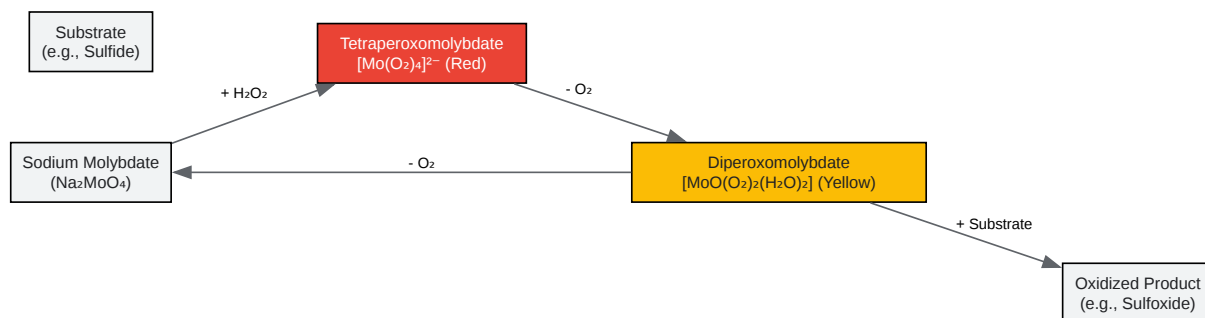 Substrate
(e.g., Sulfide)
Tetraperoxomolybdate
[Mo(O₂)₄]²⁻ (Red)
+ H₂O₂
- O₂
Sodium Molybdate
(Na₂MoO₄)
- O₂
Diperoxomolybdate
[MoO(O₂)₂(H₂O)₂] (Yellow)
+ Substrate
Oxidized Product
(e.g., Sulfoxide)